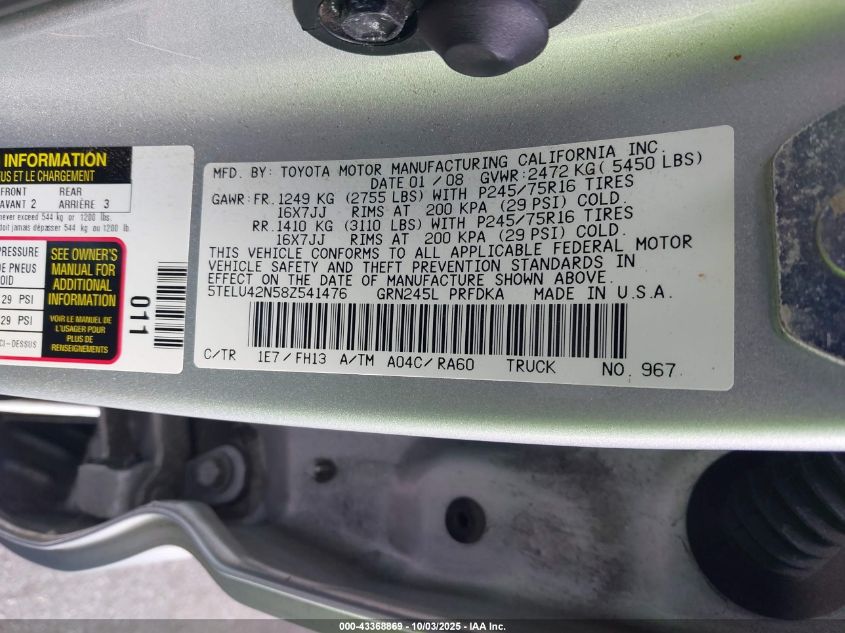 INFORMATION
TUS ET LE CHARGEMENT
FRONT REAR
AVANT 2 ARRIÈRE 3
never exceed 544 kg or 1200 lbs.
doit jamais dépasser 544 kg ou 1200 lb.
PRESSURE
DE PNEUS
OID
29 PSI
29 PSI
CI-DESSUS
SEE OWNER'S
MANUAL FOR
ADDITIONAL
INFORMATION
VOIR LE MANUEL DE
L'USAGER POUR
PLUS DE
RENSEIGNEMENTS
011
MFD. BY: TOYOTA MOTOR MANUFACTURING CALIFORNIA INC.
DATE 01 / 08 GVWR: 2472 KG( 5450 LBS)
GAWR: FR. 1249 KG (2755 LBS) WITH P245/75R16 TIRES
16X7JJ RIMS AT 200 KPA (29 PSI) COLD.
RR. 1410 KG (3110 LBS) WITH P245/75R16 TIRES
16X7JJ RIMS AT 200 KPA (29 PSI) COLD.
THIS VEHICLE CONFORMS TO ALL APPLICABLE FEDERAL MOTOR
VEHICLE SAFETY AND THEFT PREVENTION STANDARDS IN
EFFECT ON THE DATE OF MANUFACTURE SHOWN ABOVE.
5TELU42N58Z541476 GRN245L PRFDKA MADE IN U.S.A.
C/TR 1E7/FH13 A/TM A04C/RA60 TRUCK NO. 967.
000-43368869 - 10/03/2025 - IAA Inc.